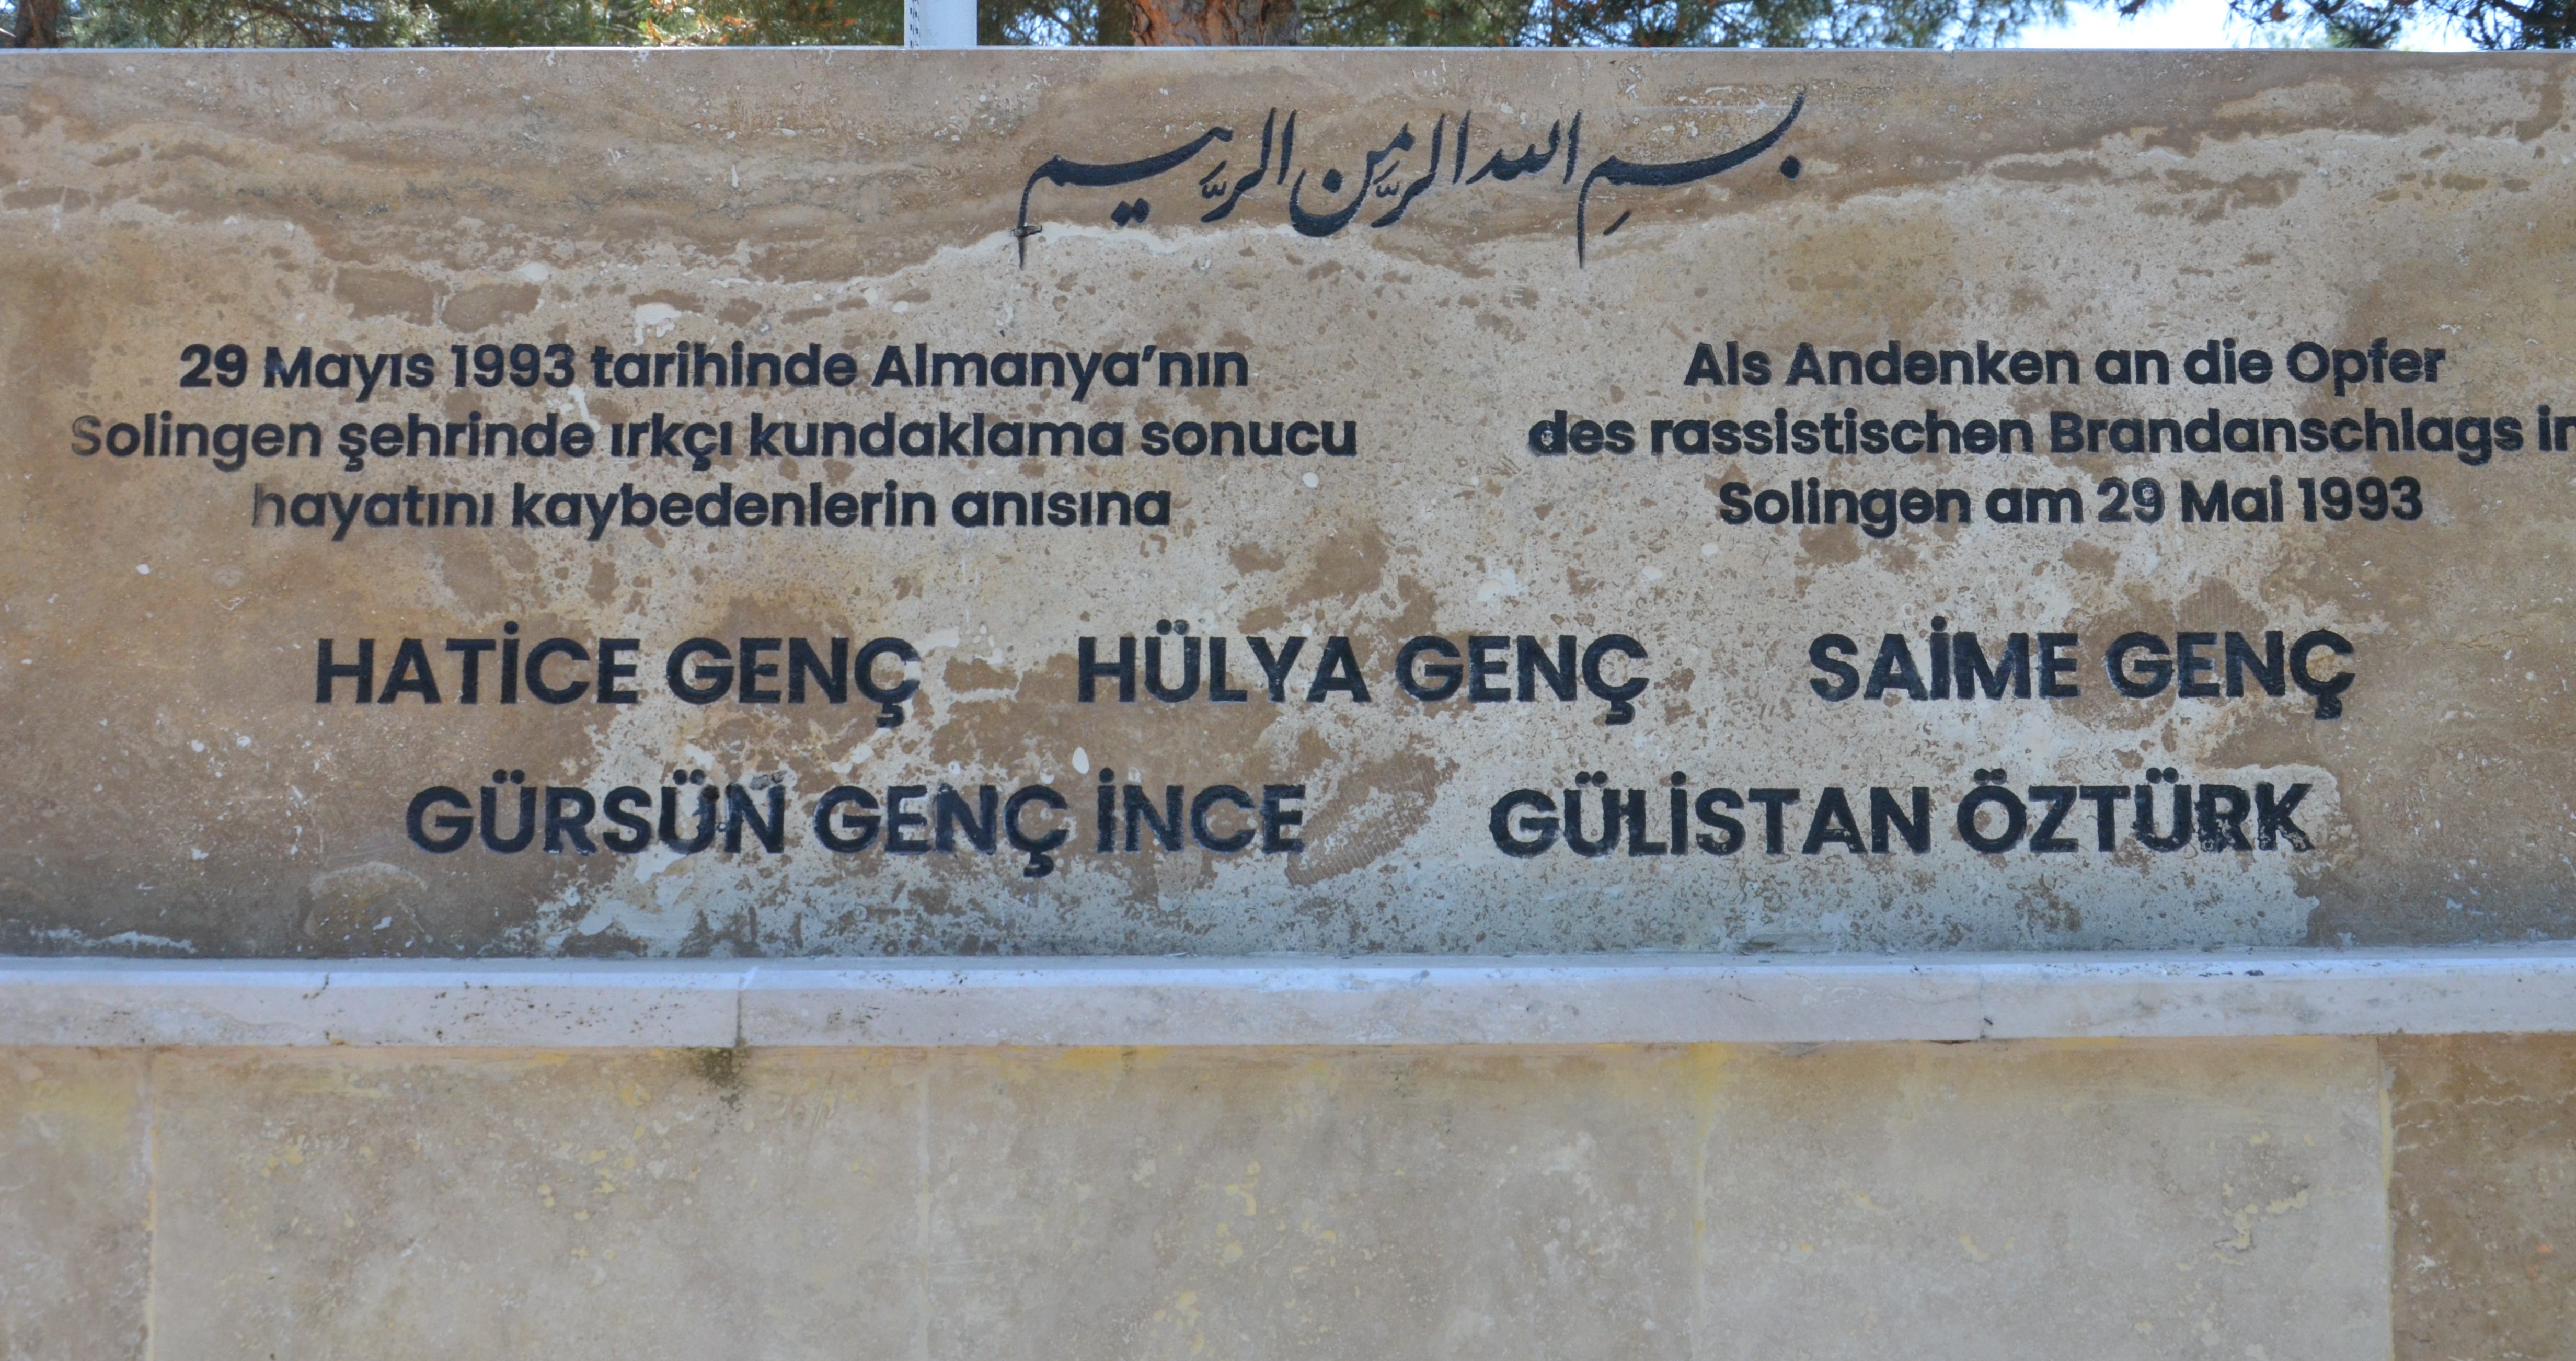 بسم الله الرحمن الرحيم
29 Mayıs 1993 tarihinde Almanya’nın
Solingen şehrinde ırkçı kundaklama sonucu
hayatını kaybedenlerin anısına
Als Andenken an die Opfer
des rassistischen Brandanschlags in
Solingen am 29 Mai 1993
HATİCE GENÇ HÜLYA GENÇ SAİME GENÇ
GÜRSÜN GENÇ İNCE GÜLİSTAN ÖZTÜRK